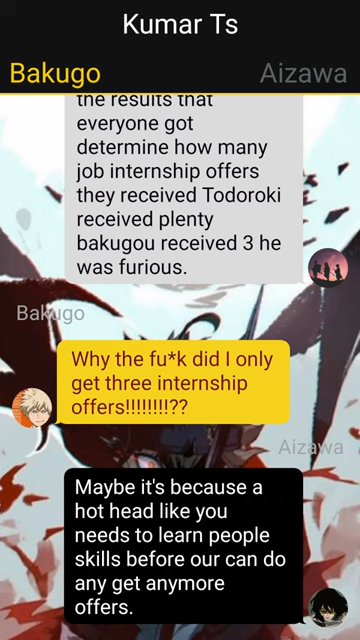 Kumar Ts
Bakugo Aizawa
the results that
everyone got
determine how many
job internship offers
they received Todoroki
received plenty
bakugou received 3 he
was furious.
Bakugo
Why the fu*k did I only
get three internship
offers!!!!!!!!??
Aizawa
Maybe it's because a
hot head like you
needs to learn people
skills before our can do
any get anymore
offers.